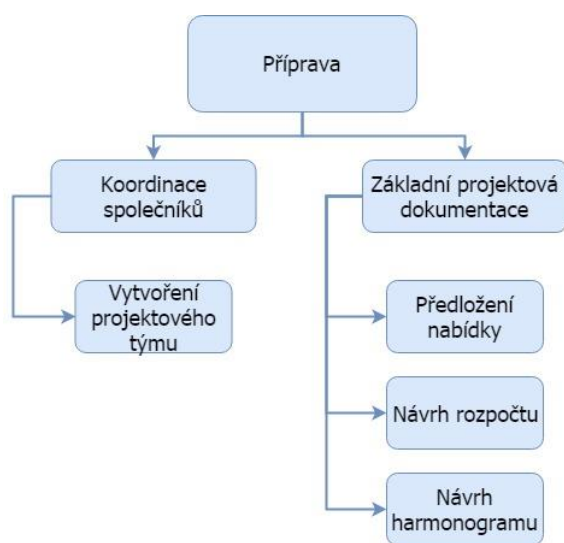 Příprava
Koordinace
společníků
Základní projektová
dokumentace
Vytvoření
projektového
týmu
Předložení
nabídky
Návrh rozpočtu
Návrh
harmonogramu